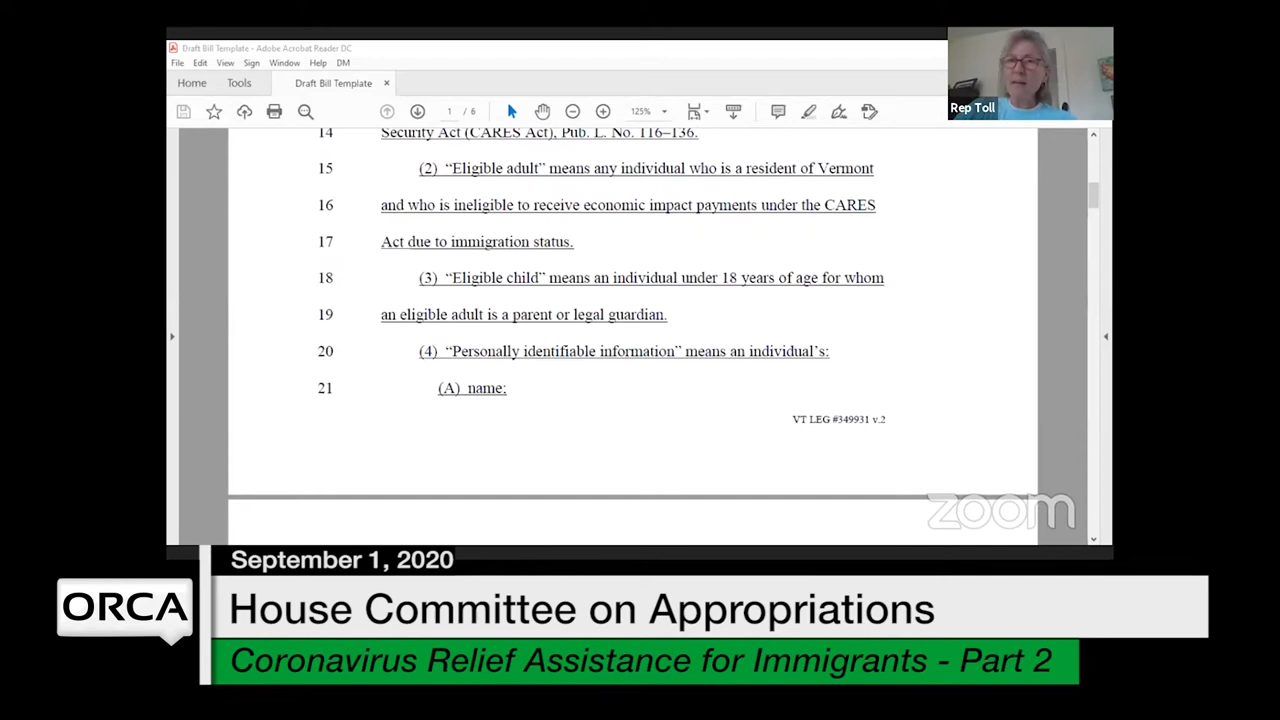 Draft Bill Template - Adobe Acrobat Reader DC
File Edit View Sign Window Help DM
Home Tools Draft Bill Template ×
1 / 6 125%
Rep Toll
14 Security Act (CARES Act), Pub. L. No. 116–136.
15 (2) “Eligible adult” means any individual who is a resident of Vermont
16 and who is ineligible to receive economic impact payments under the CARES
17 Act due to immigration status.
18 (3) “Eligible child” means an individual under 18 years of age for whom
19 an eligible adult is a parent or legal guardian.
20 (4) “Personally identifiable information” means an individual’s:
21 (A) name;
VT LEG #349931 v.2
zoom
September 1, 2020
ORCA
House Committee on Appropriations
Coronavirus Relief Assistance for Immigrants - Part 2